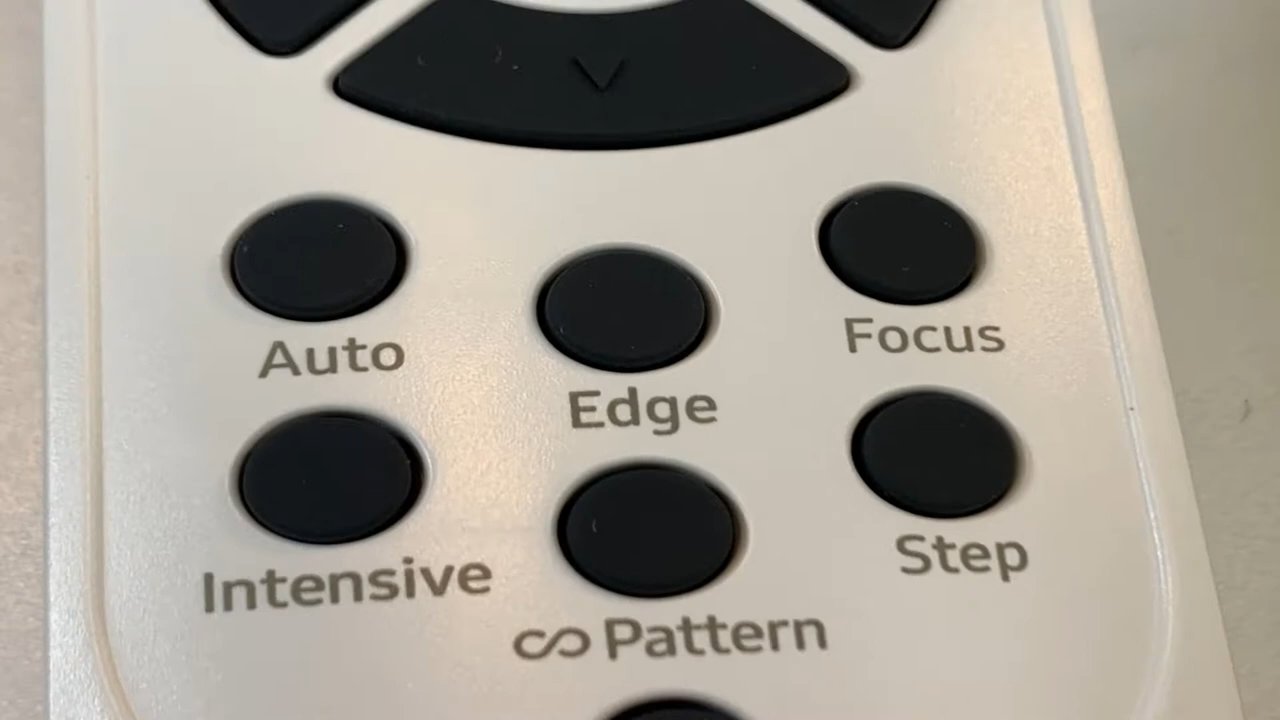 Auto
Edge
Focus
Intensive
∞ Pattern
Step